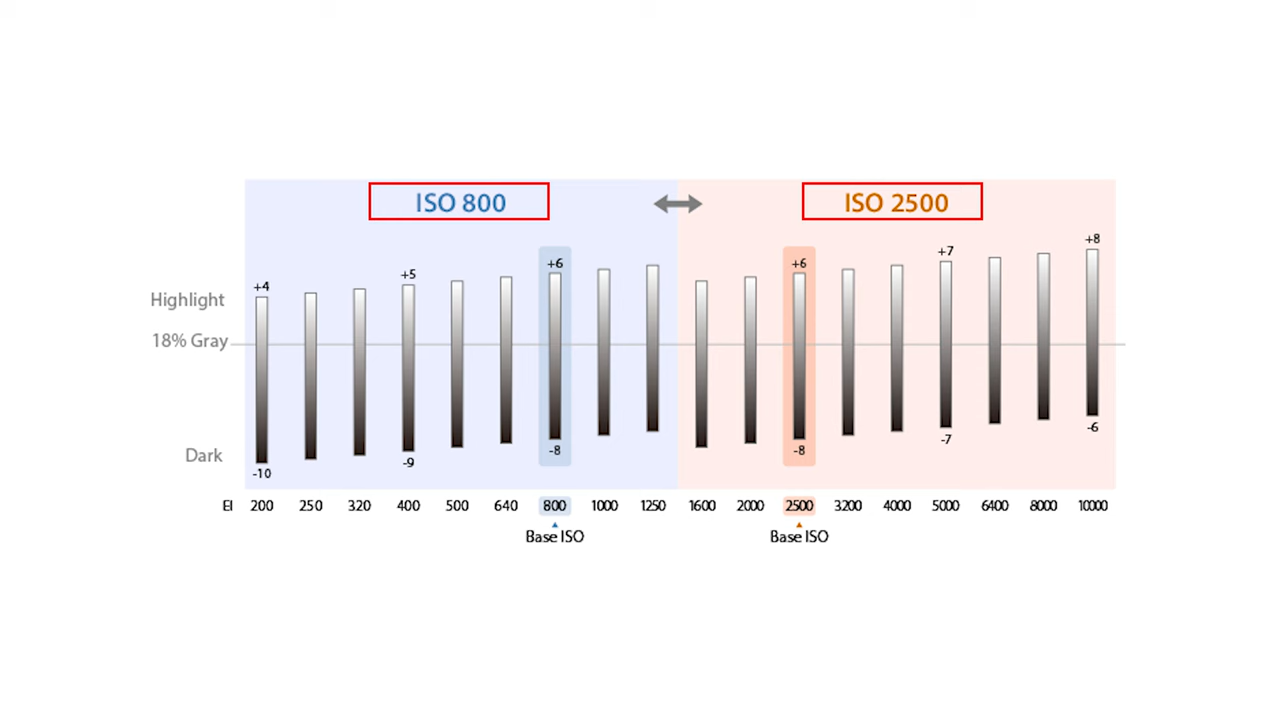 ISO 800
ISO 2500
+4 +5 +6 +6 +7 +8
Highlight
18% Gray
Dark
-10 -9 -8 -8 -7 -6
EI 200 250 320 400 500 640 800 1000 1250 1600 2000 2500 3200 4000 5000 6400 8000 10000
Base ISO Base ISO